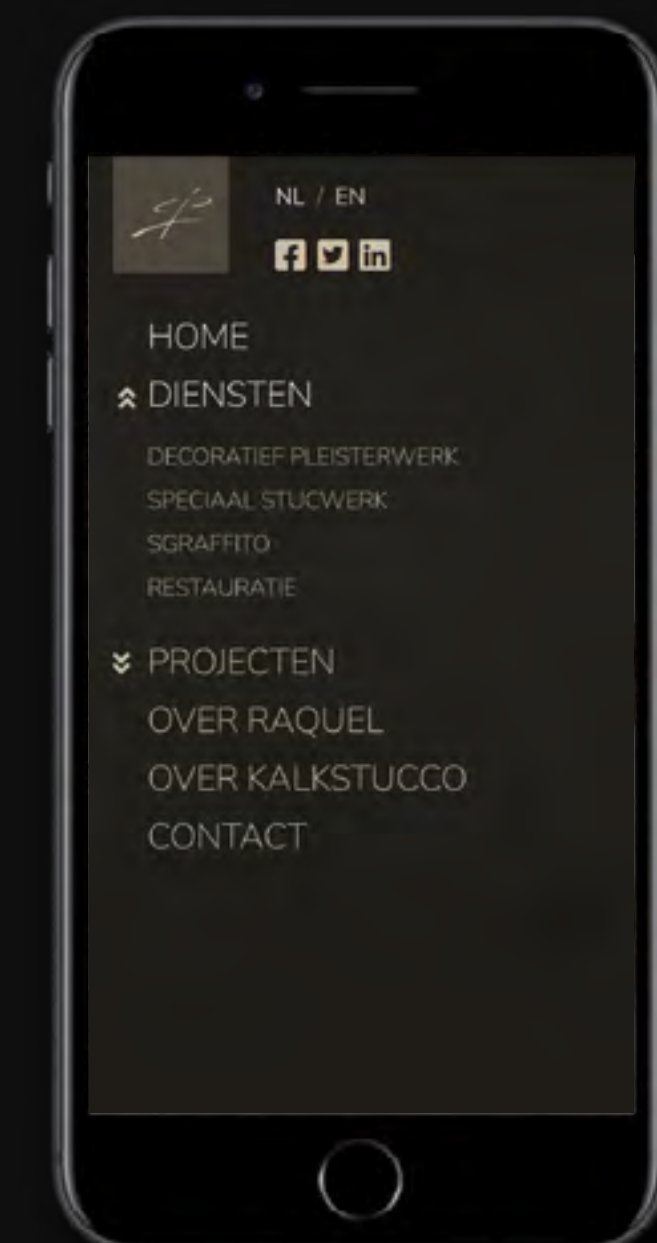 NL / EN
HOME
DIENSTEN
DECORATIEF PLEISTERWERK
SPECIAAL STUCWERK
SGRAFFITO
RESTAURATIE
PROJECTEN
OVER RAQUEL
OVER KALKSTUCCO
CONTACT